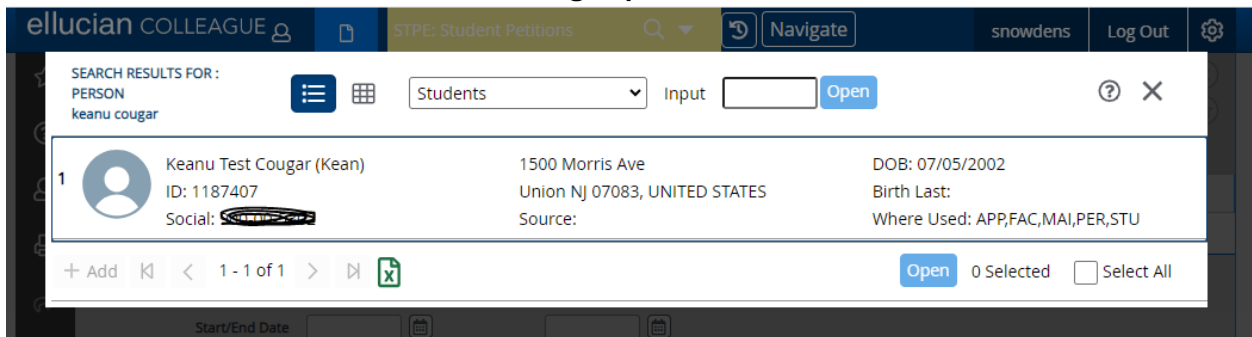 ellucian COLLEAGUE STPE: Student Petitions Navigate snowdens Log Out
SEARCH RESULTS FOR :
PERSON
keanu cougar
Students Input Open
1
Keanu Test Cougar (Kean) 1500 Morris Ave DOB: 07/05/2002
ID: 1187407 Union NJ 07083, UNITED STATES Birth Last:
Social: Source: Where Used: APP,FAC,MAI,PER,STU
+ Add 1 - 1 of 1 Open 0 Selected Select All
Start/End Date